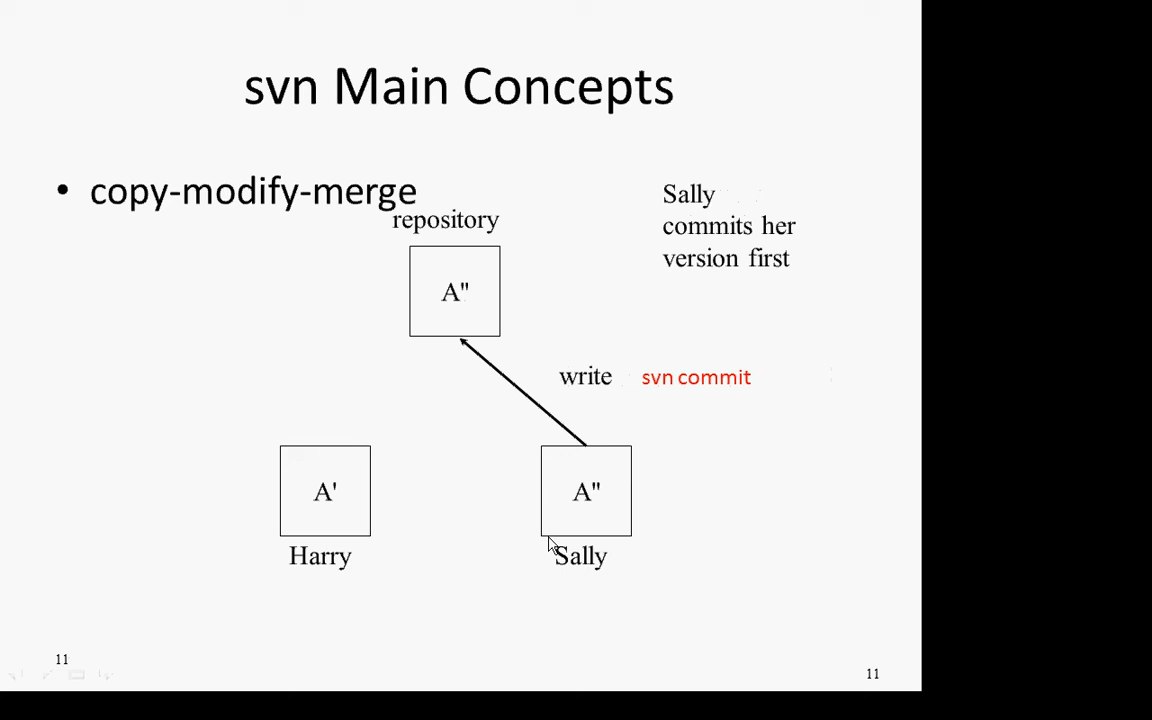 svn Main Concepts
• copy-modify-merge
repository
Sally
commits her
version first
A"
write svn commit
A' A"
Harry Sally
11
11